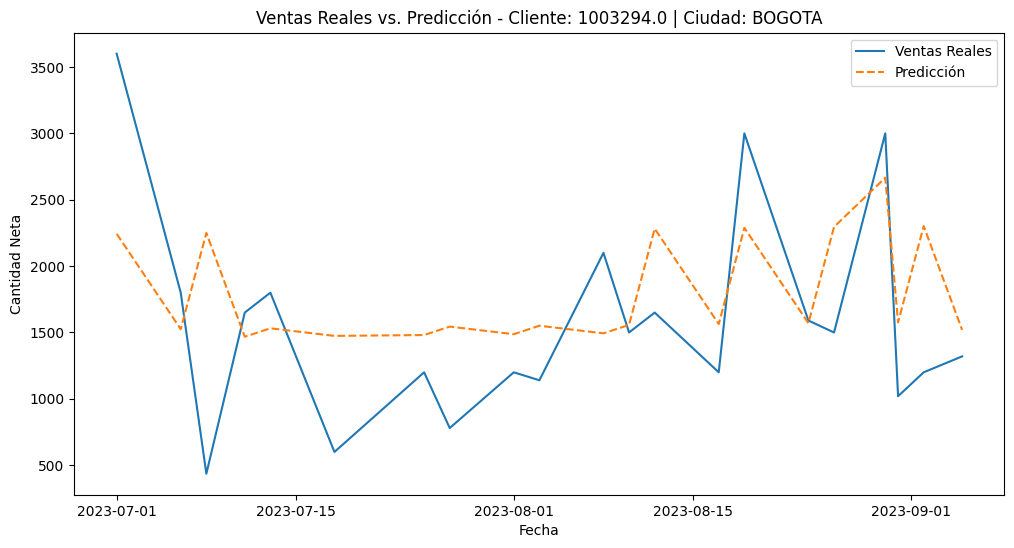 Ventas Reales vs. Predicción - Cliente: 1003294.0 | Ciudad: BOGOTA
Ventas Reales
Predicción
Cantidad Neta
3500
3000
2500
2000
1500
1000
500
2023-07-01
2023-07-15
2023-08-01
2023-08-15
2023-09-01
Fecha